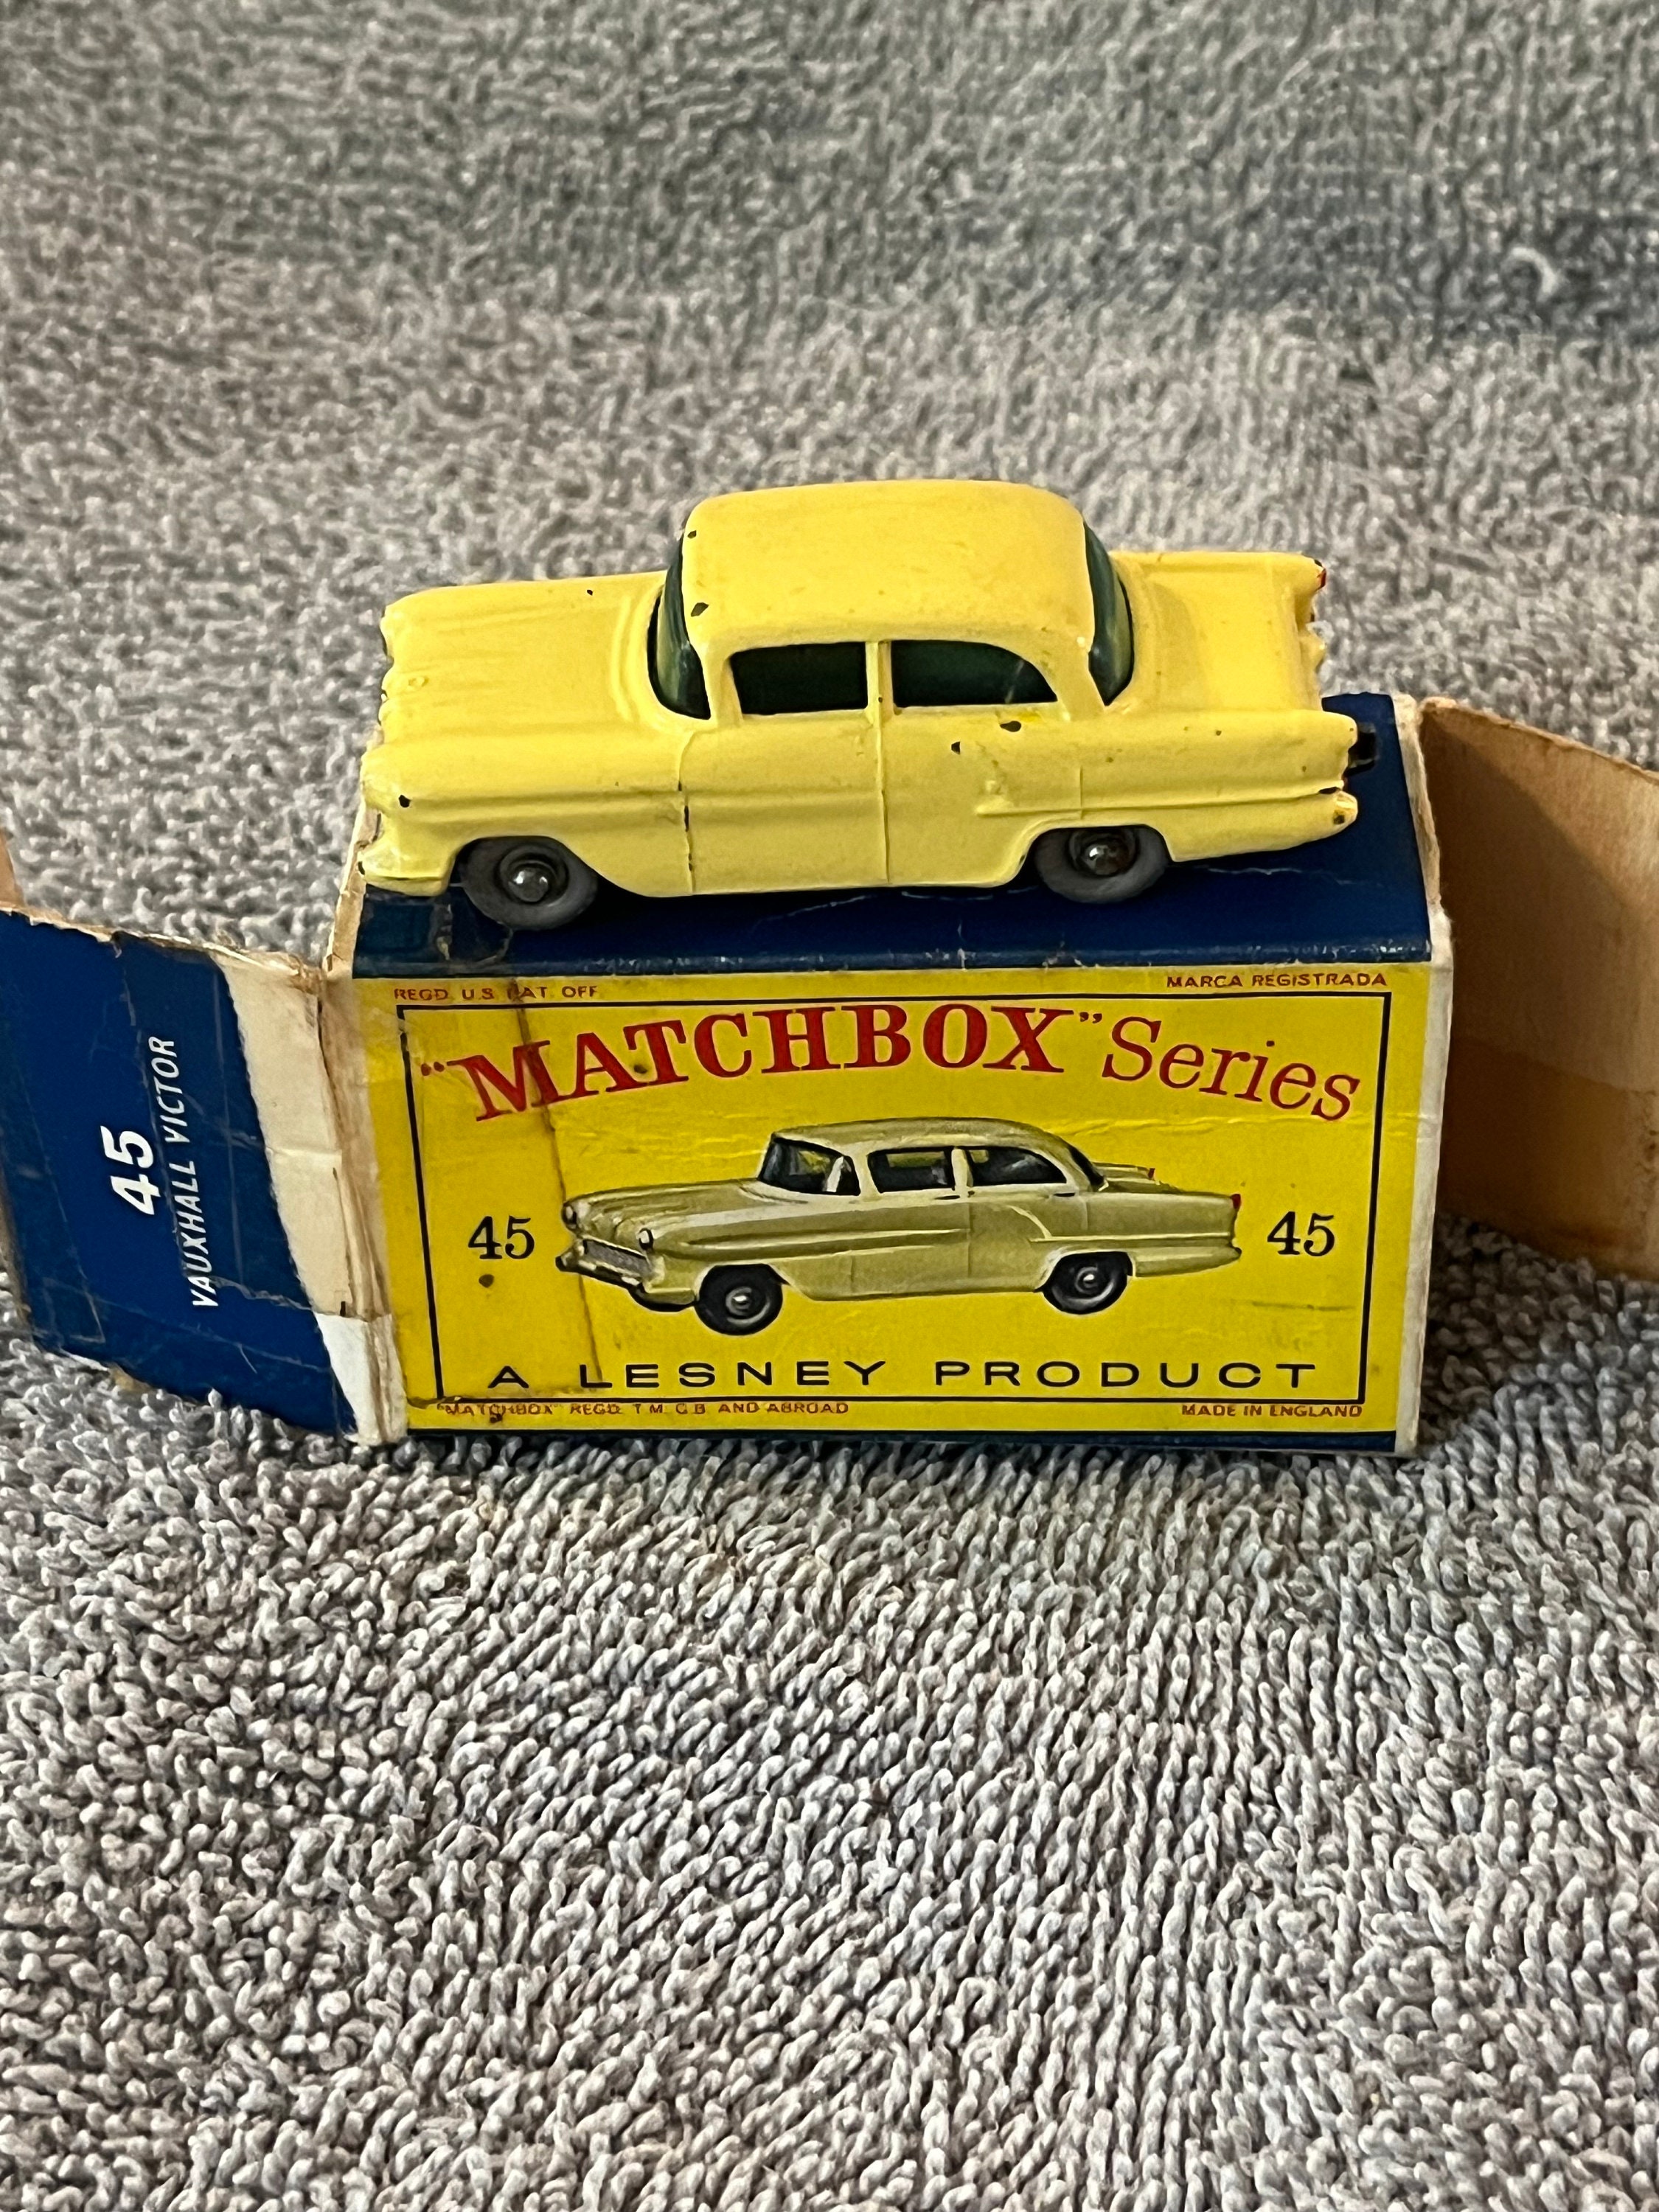 45
VAUXHALL VICTOR
REGD. U.S. PAT. OFF. MARCA REGISTRADA
"MATCHBOX" Series
45 45
A LESNEY PRODUCT
"MATCHBOX" REGD. T.M. G.B. AND ABROAD MADE IN ENGLAND